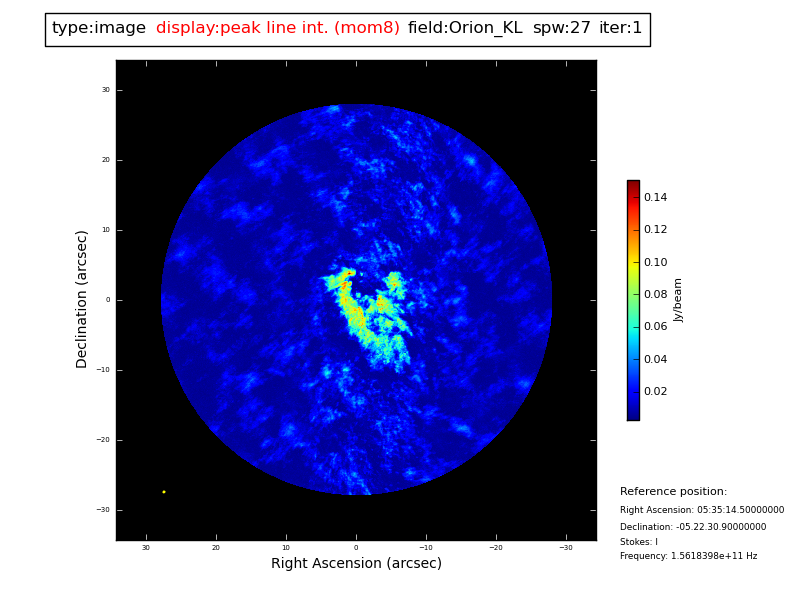 type:image display:peak line int. (mom8) field:Orion_KL spw:27 iter:1
30
20
10
0
−10
−20
−30
Declination (arcsec)
30
20
10
0
−10
−20
−30
Right Ascension (arcsec)
0.14
0.12
0.10
0.08
0.06
0.04
0.02
Jy/beam
Reference position:
Right Ascension: 05:35:14.50000000
Declination: -05.22.30.90000000
Stokes: I
Frequency: 1.5618398e+11 Hz